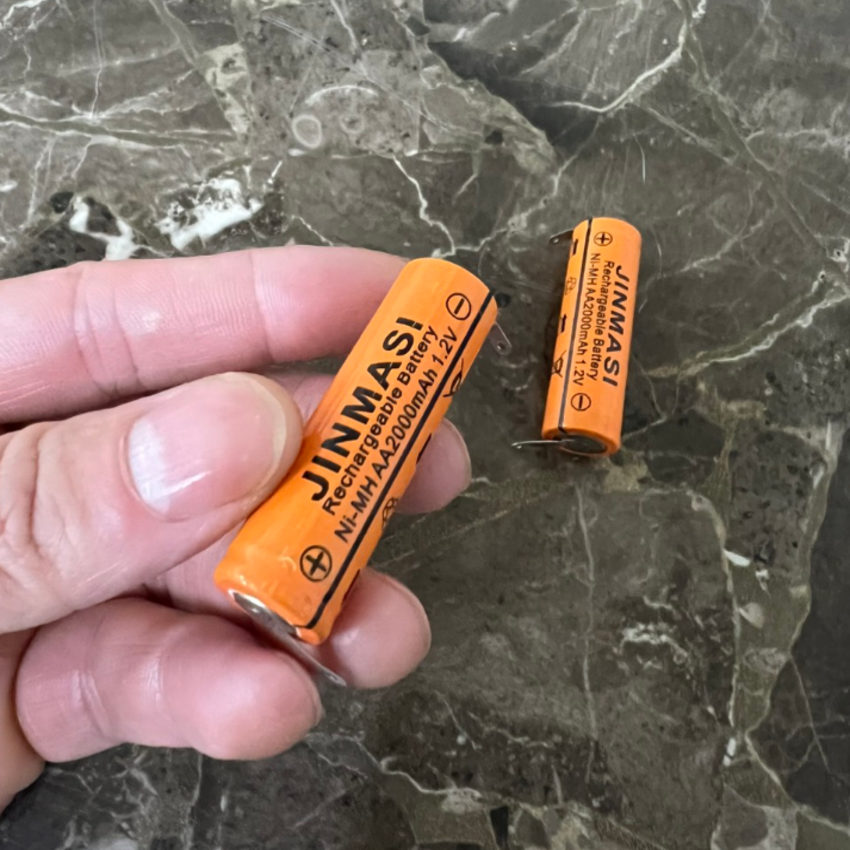 JINMASI
Rechargeable Battery
Ni-MH AA2000mAh 1.2V
JINMASI
Rechargeable Battery
Ni-MH AA2000mAh 1.2V